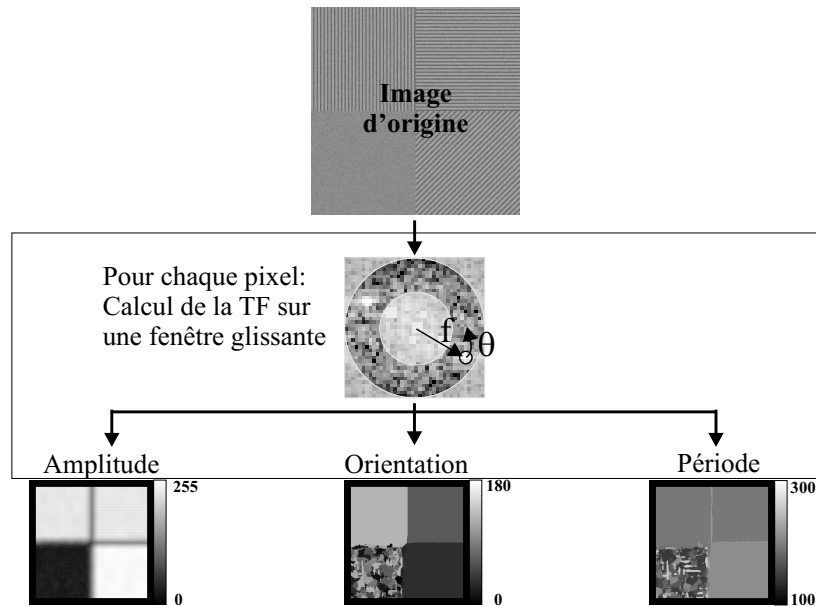 Image
d'origine
Pour chaque pixel:
Calcul de la TF sur
une fenêtre glissante
f
θ
Amplitude
Orientation
Période
255
0
180
0
300
100